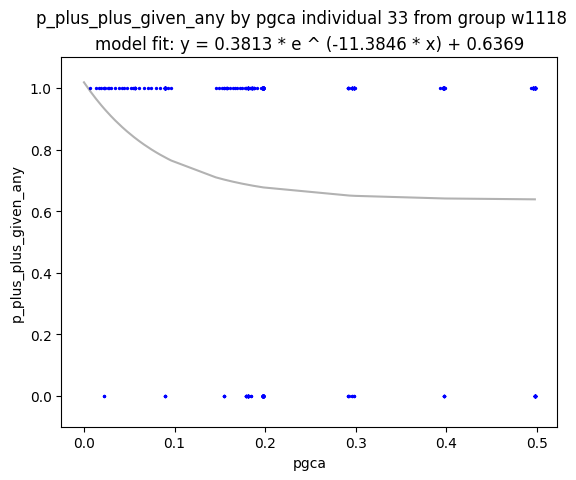 p_plus_plus_given_any by pgca individual 33 from group w1118
model fit: y = 0.3813 * e ^ (-11.3846 * x) + 0.6369
p_plus_plus_given_any
1.0
0.8
0.6
0.4
0.2
0.0
0.0 0.1 0.2 0.3 0.4 0.5
pgca